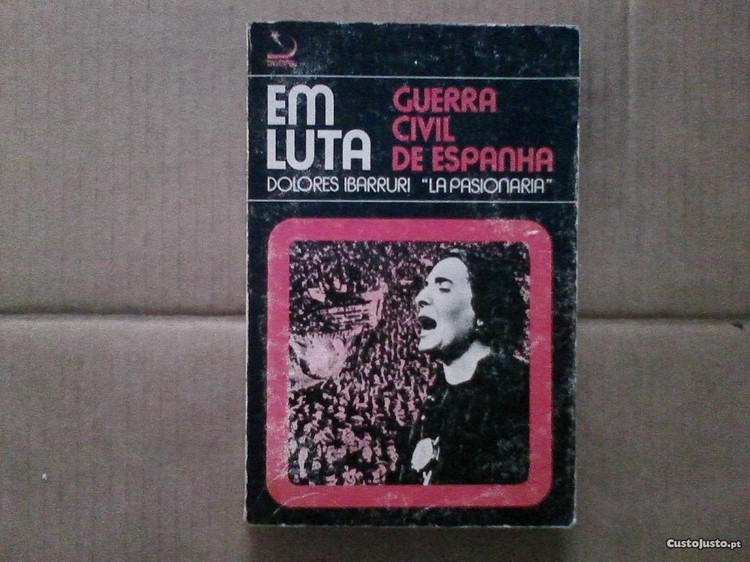 EM LUTA
GUERRA CIVIL DE ESPANHA
DOLORES IBARRURI "LA PASIONARIA"
CustoJusto.pt